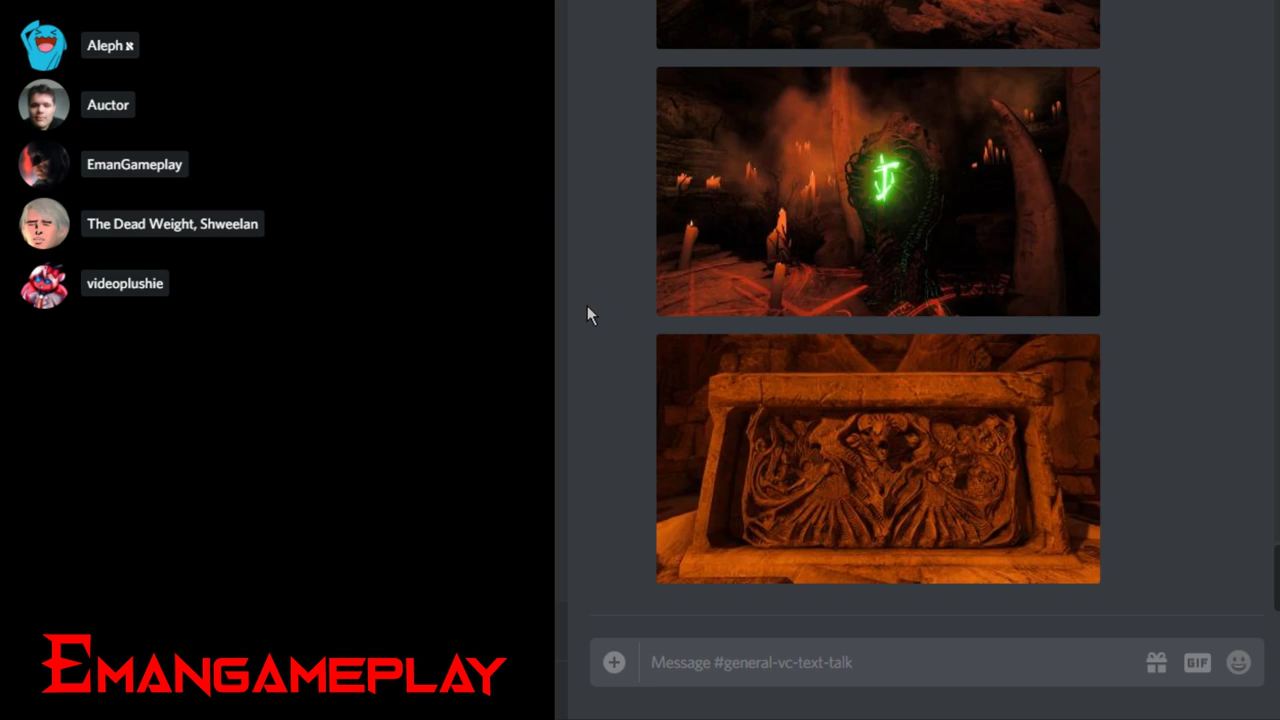 Aleph א
Auctor
EmanGameplay
The Dead Weight, Shweelan
videoplushie
EMANGAMEPLAY
Message #general-vc-text-talk
GIF